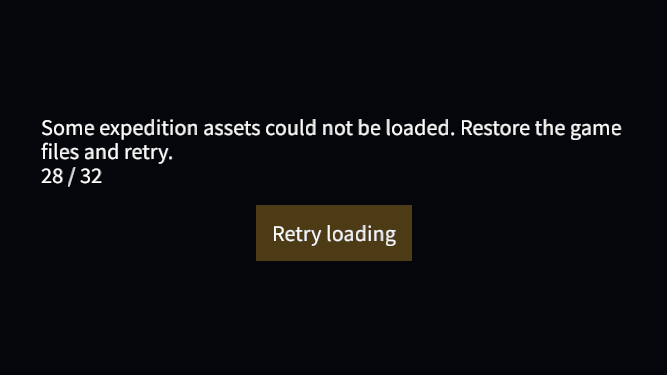 Some expedition assets could not be loaded. Restore the game
files and retry.
28 / 32
Retry loading